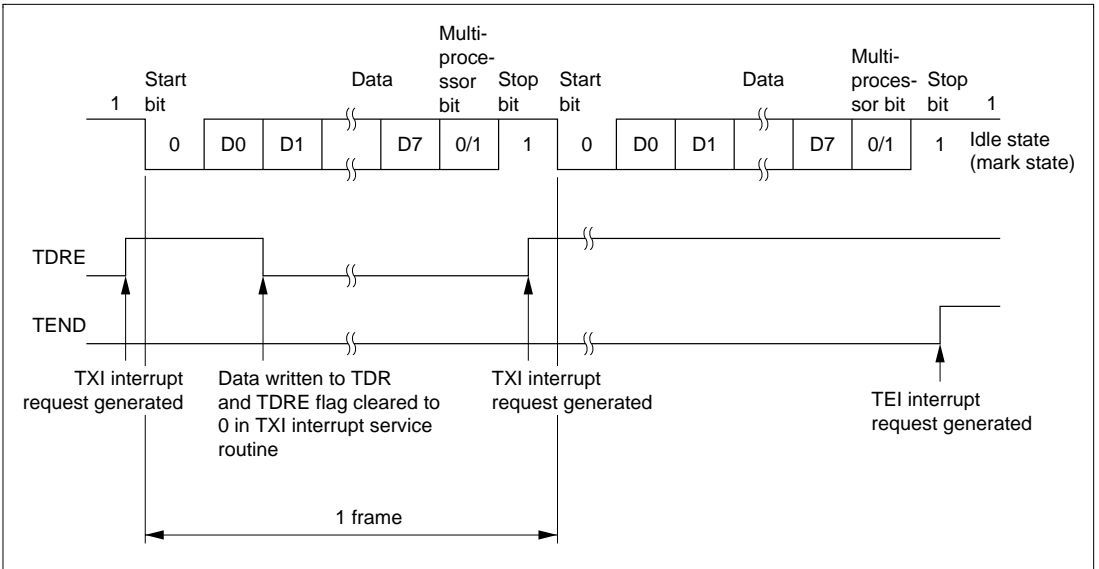 1
Start
bit
Data
Multi-
proce-
ssor
bit
Stop
bit
Start
bit
Data
Multi-
proces-
sor bit
Stop
bit
1
0
D0
D1
D7
0/1
1
0
D0
D1
D7
0/1
1
Idle state
(mark state)
TDRE
TEND
TXI interrupt
request generated
Data written to TDR
and TDRE flag cleared to
0 in TXI interrupt service
routine
TXI interrupt
request generated
TEI interrupt
request generated
1 frame